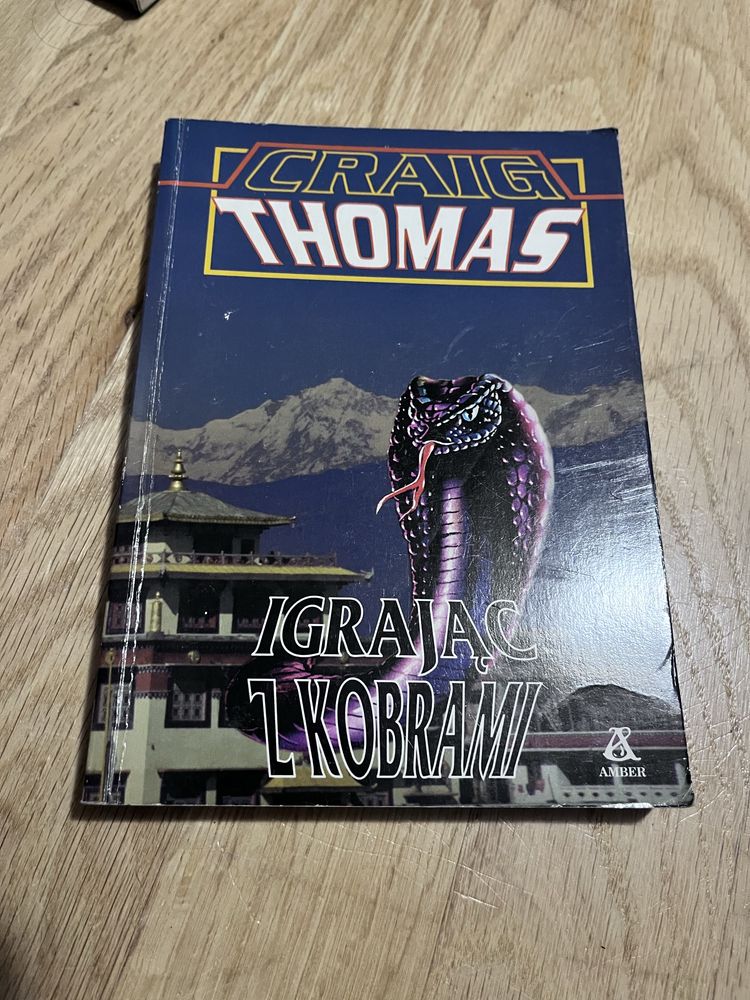 CRAIG
THOMAS
IGRAJĄC
Z KOBRAMI
AMBER